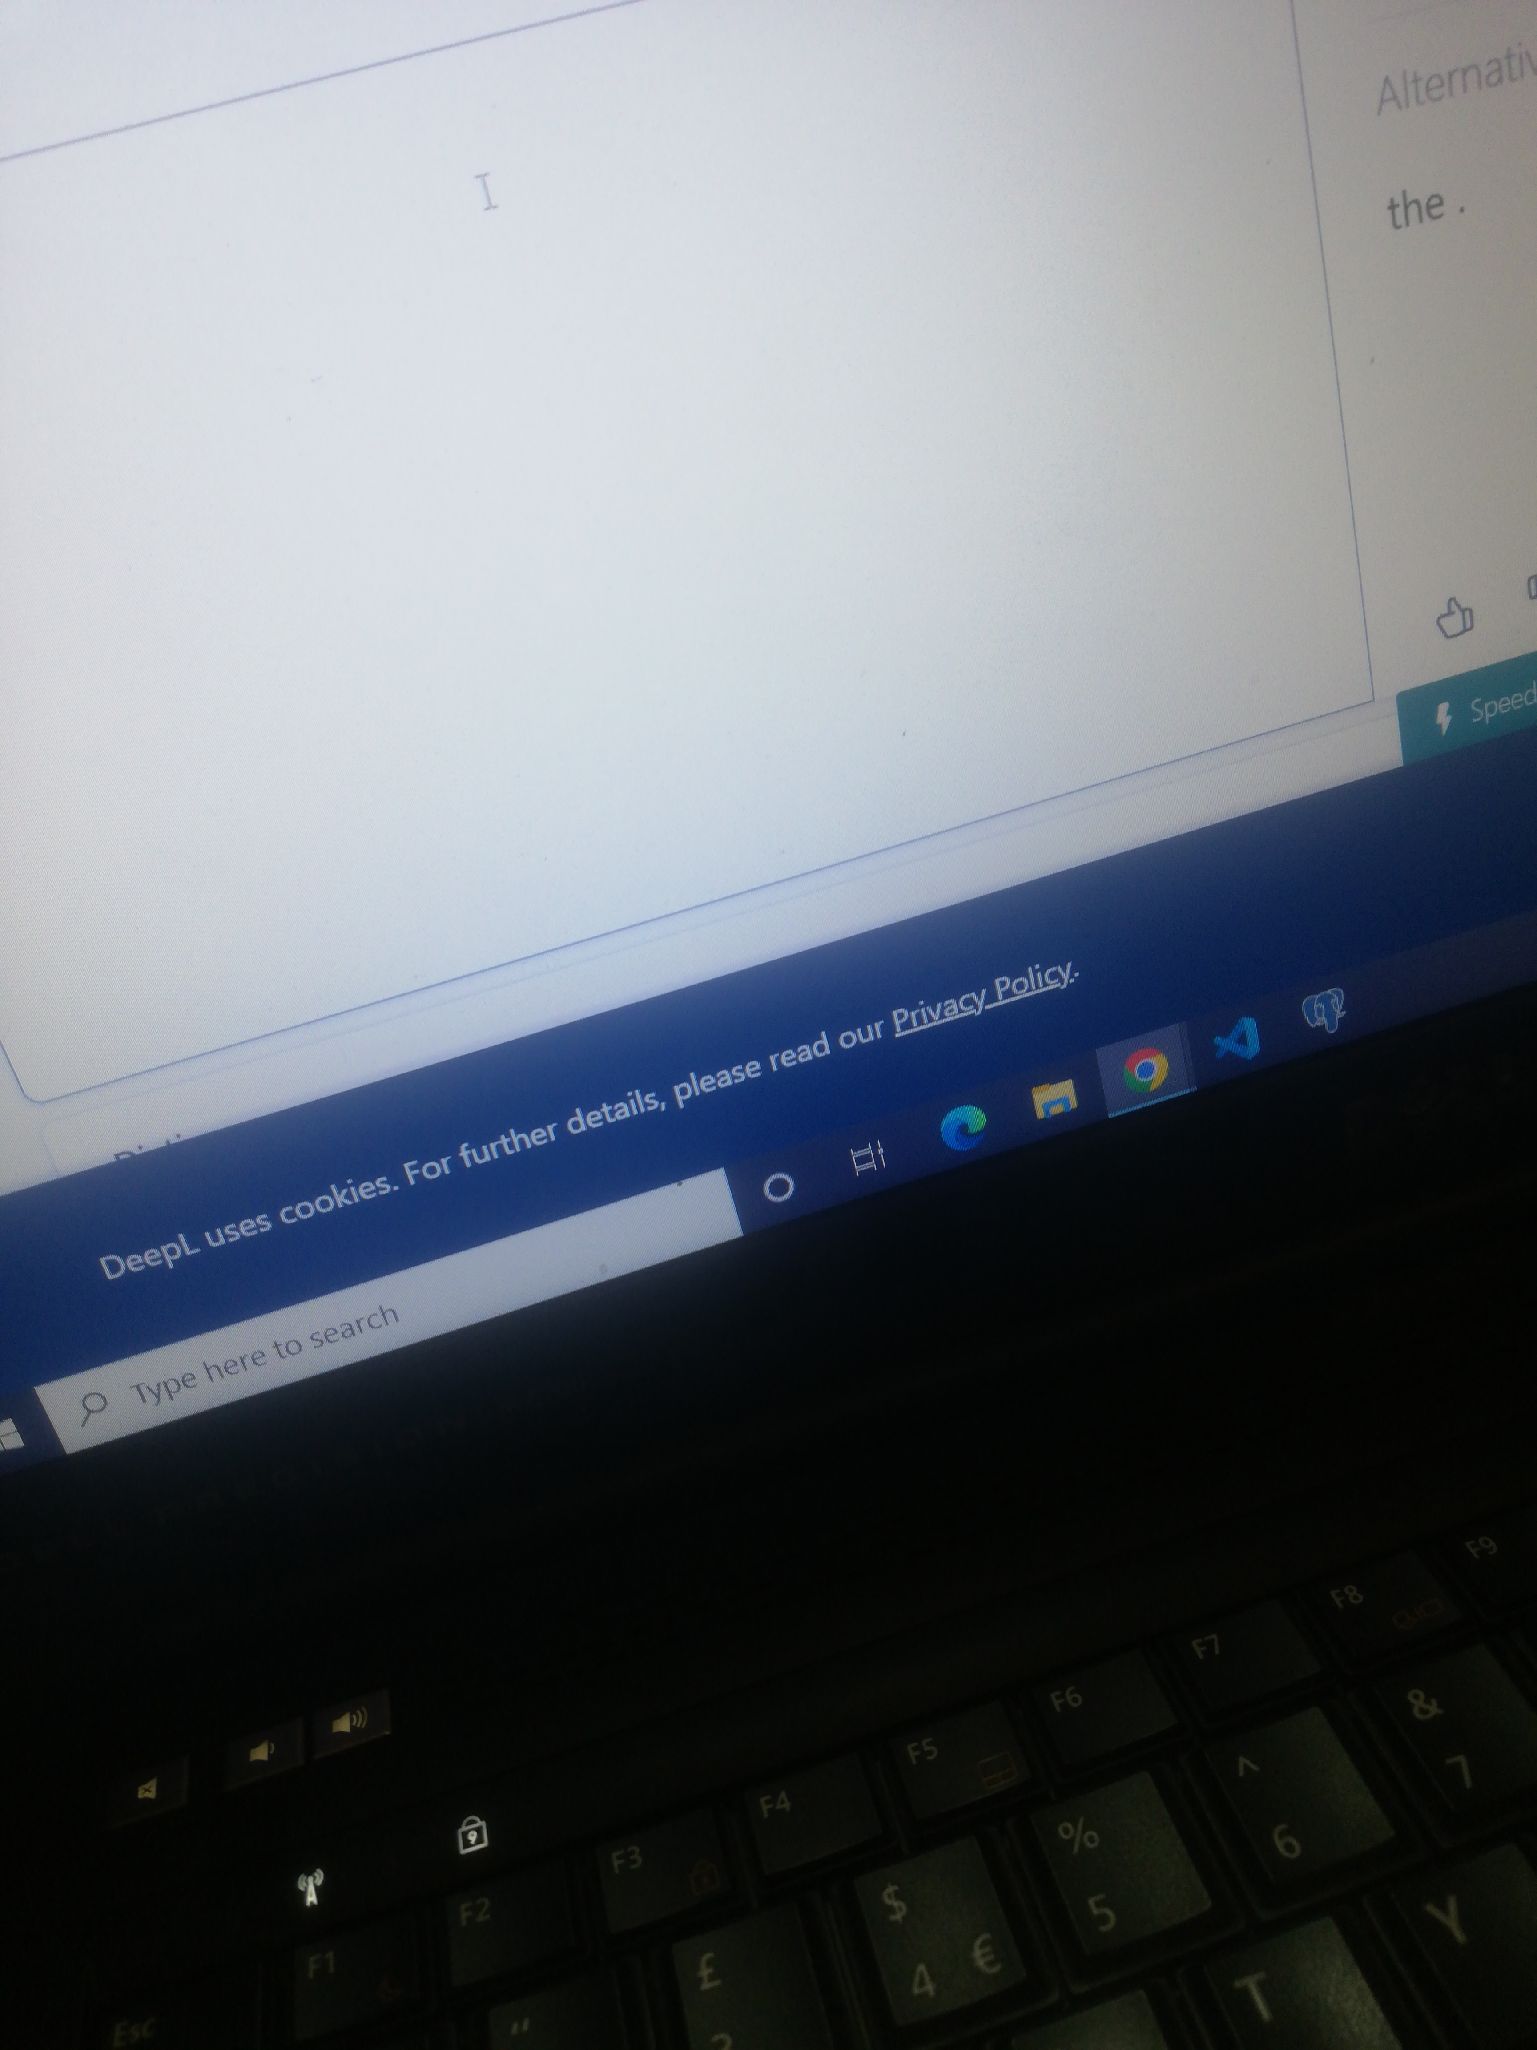 Alternativ
the .
Speed
DeepL uses cookies. For further details, please read our Privacy Policy.
Type here to search
F9
F8
F7
F6
F5
F4
F3
F2
F1
Esc
& 7
^ 6
% 5
$ 4 €
£
"
T
Y
9